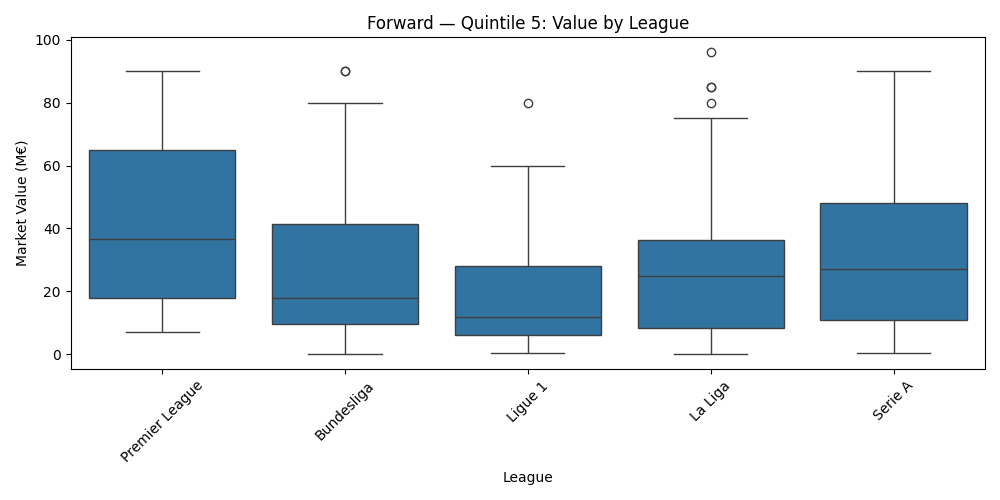 Forward — Quintile 5: Value by League
Market Value (M€)
100
80
60
40
20
0
Premier League
Bundesliga
Ligue 1
La Liga
Serie A
League